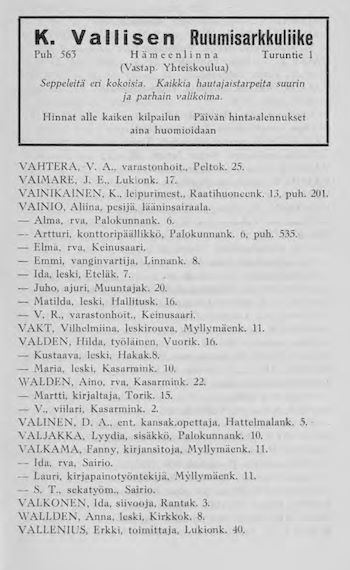 K. Vallisen Ruumisarkkuliike
Puh 563 Hämeenlinna Turuntie 1
(Vastap. Yhteiskoulua)
Seppeleitä eri kokoisia. Kaikkia hautajaistarpeita suurin
ja parhain valikoima.
Hinnat alle kaiken kilpailun Päivän hinta-alennukset
aina huomioidaan
VAHTERA, V. A., varastonhoit., Peltok. 25.
VAIMARE, J. E., Lukionk. 17.
VAINIKAINEN, K., leipurimest., Raatihuoneenk. 13, puh. 201.
VAINIO, Aliina, pesijä, lääninsairaala.
— Alma, rva, Palokunnank. 6.
— Artturi, konttoripäällikkö, Palokunnank. 6, puh. 535.
— Elma, rva, Keinusaari.
— Emmi, vanginvartija, Linnank. 8.
— Ida, leski, Eteläk. 7.
— Juho, ajuri, Muuntajak. 20.
— Matilda, leski, Hallitusk. 16.
— V. R., varastonhoit., Keinusaari.
VAKT, Vilhelmiina, leskirouva, Myllymäenk. 11.
VALDEN, Hilda, työläinen, Vuorik. 16.
— Kustaava, leski, Hakak.8.
— Maria, leski, Kasarmink. 10.
WALDEN, Aino, rva, Kasarmink. 22.
— Martti, kirjaltaja, Torik. 15.
— V., viilari, Kasarmink. 2.
VALINEN, D. A., ent. kansak.opettaja, Hattelmalank. 5.
VALJAKKA, Lyydia, sisäkkö, Palokunnank. 10.
VALKAMA, Fanny, kirjansitoja, Myllymäenk. 11.
— Ida, rva, Sairio.
— Lauri, kirjapainotyöntekijä, Myllymäenk. 11.
— S. T., sekatyöm., Sairio.
VALKONEN, Ida, siivooja, Rantak. 3.
WALLDEN, Anna, leski, Kirkkok. 8.
VALLENIUS, Erkki, toimittaja, Lukionk. 40.